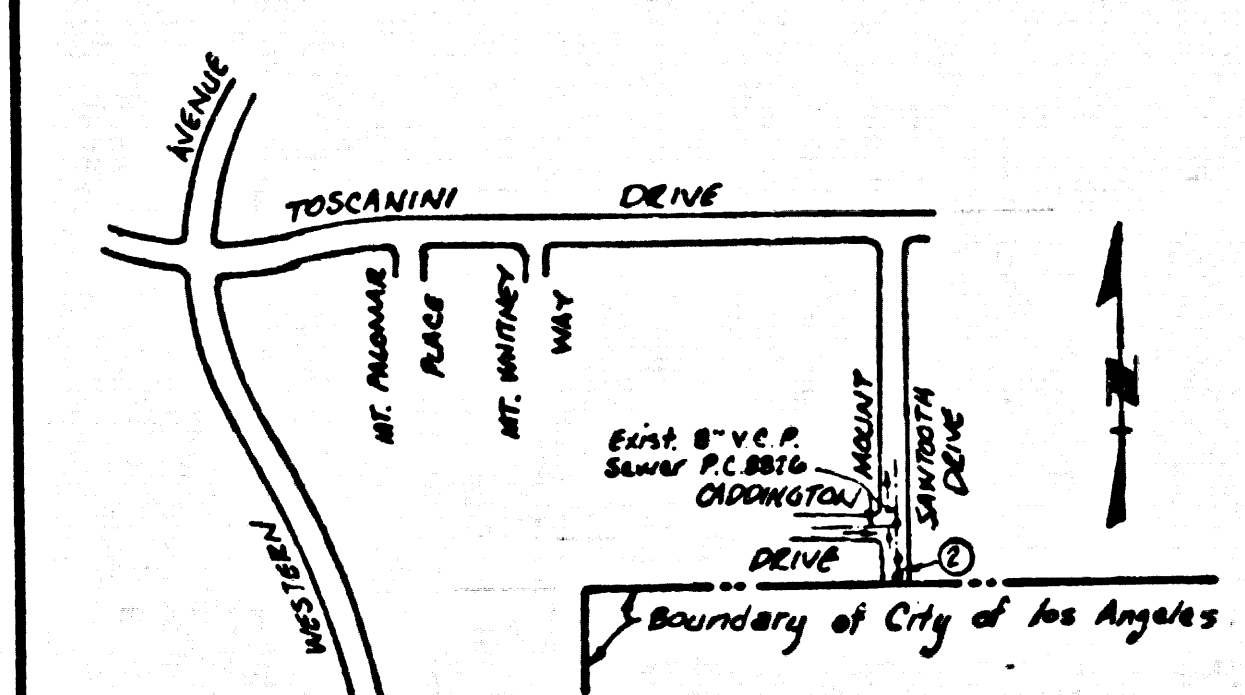 AVENUE
TOSCANINI DRIVE
MT. PALOMAR
PLACE
MT. WHITNEY
WAY
Exist. 8" V.C.P.
Sewer P.C. 8876
CADDINGTON
DRIVE
MOUNT
SAWTOOTH
DRIVE
N
2
WESTERN
Boundary of City of Los Angeles